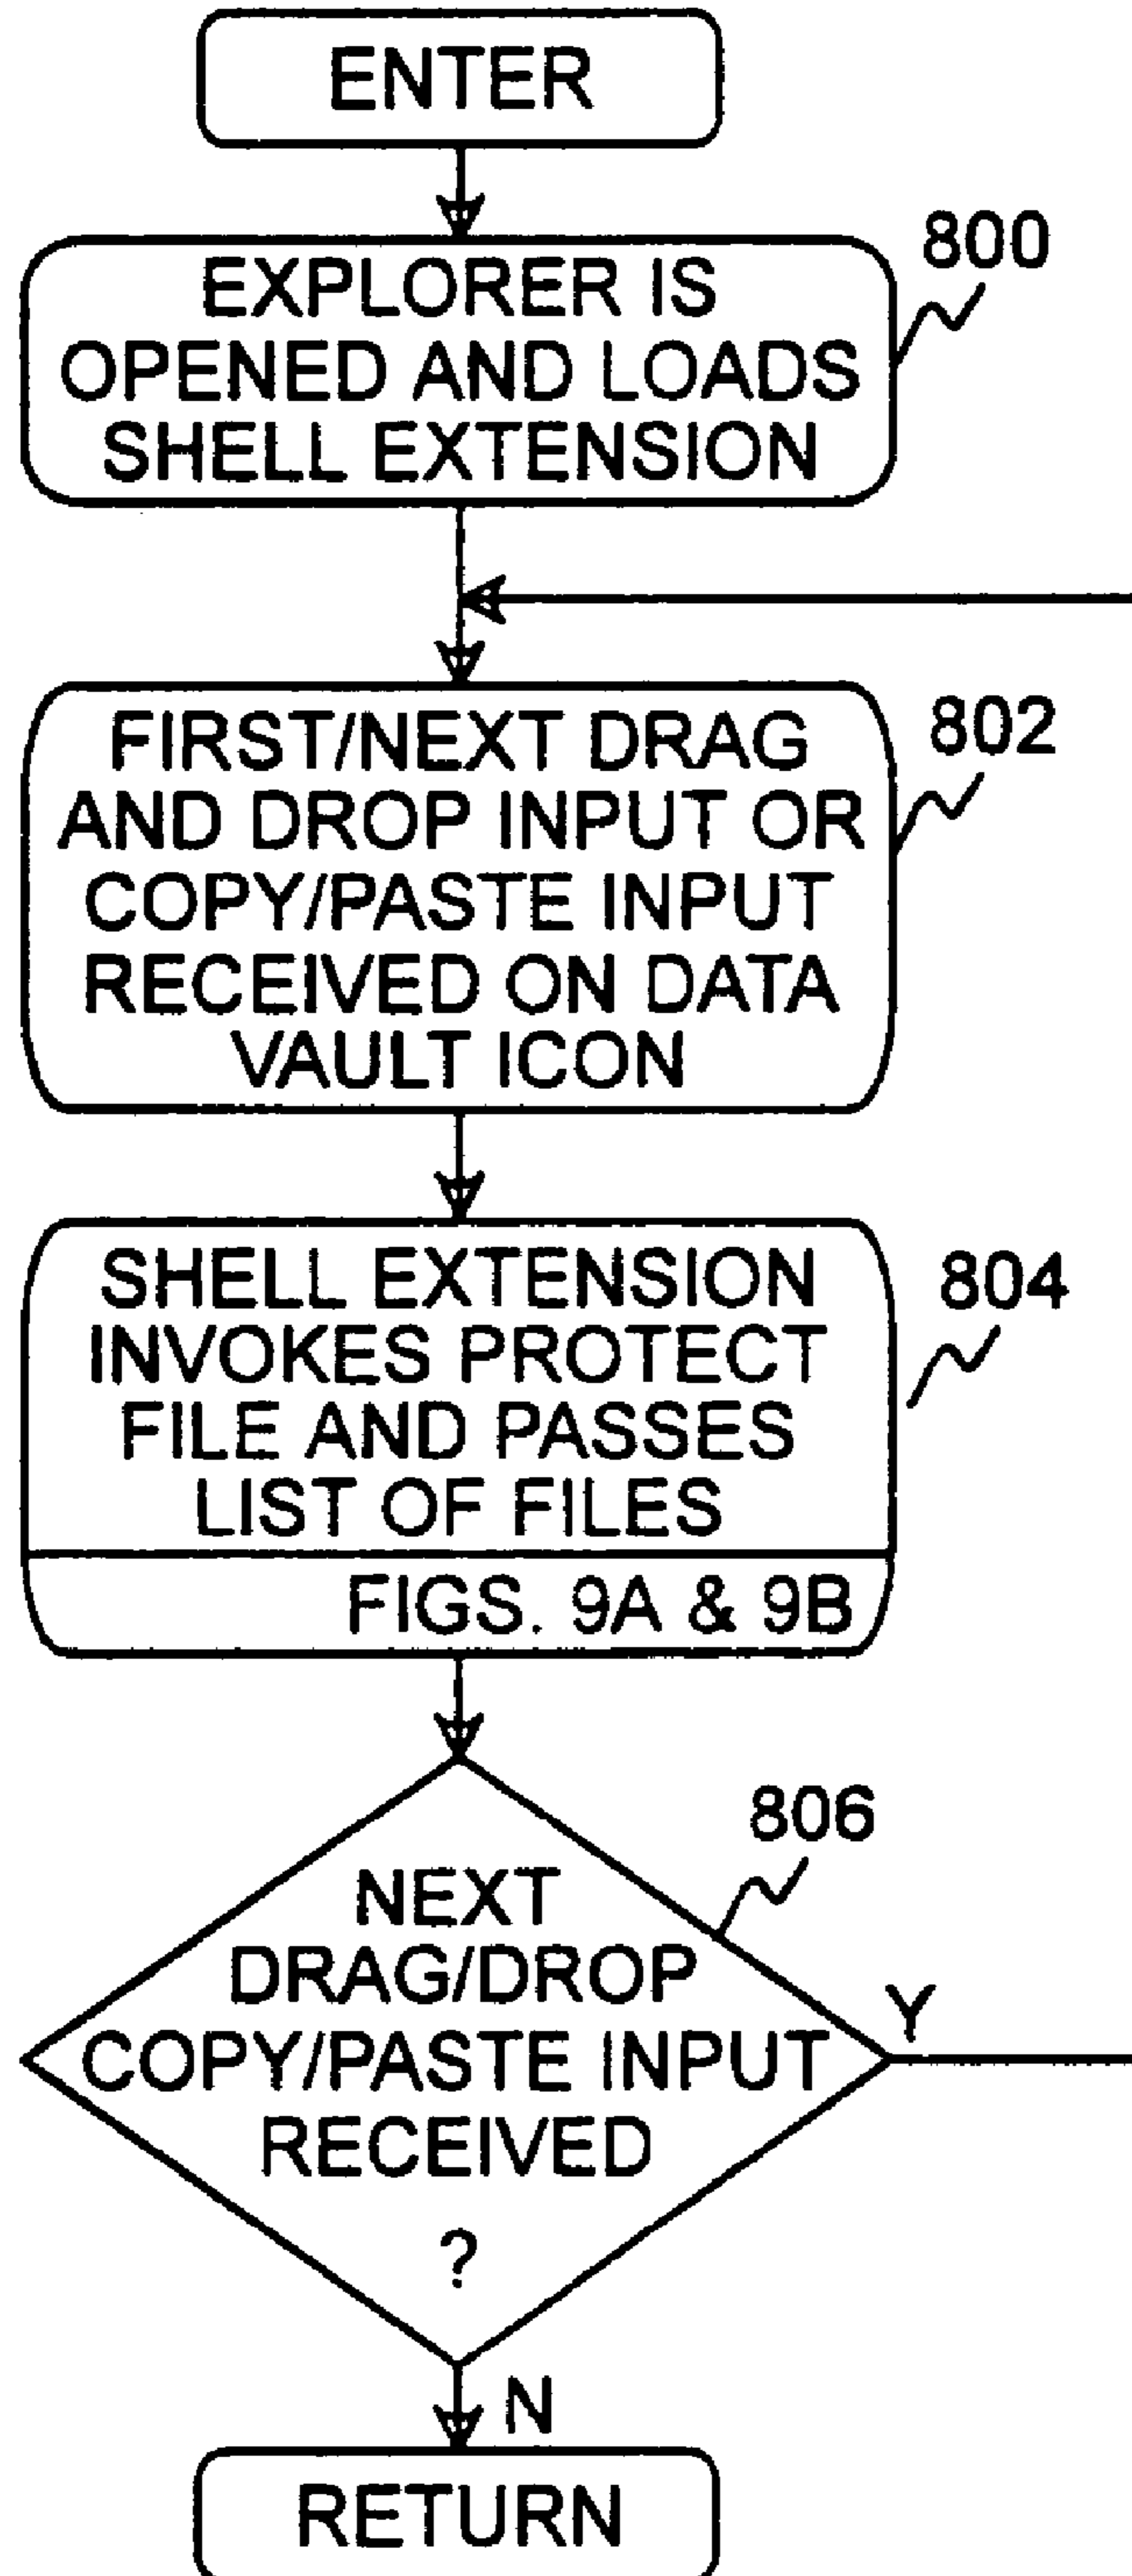 ENTER
800
EXPLORER IS
OPENED AND LOADS
SHELL EXTENSION
802
FIRST/NEXT DRAG
AND DROP INPUT OR
COPY/PASTE INPUT
RECEIVED ON DATA
VAULT ICON
804
SHELL EXTENSION
INVOKES PROTECT
FILE AND PASSES
LIST OF FILES
FIGS. 9A & 9B
806
NEXT
DRAG/DROP
COPY/PASTE INPUT
RECEIVED
?
Y
N
RETURN